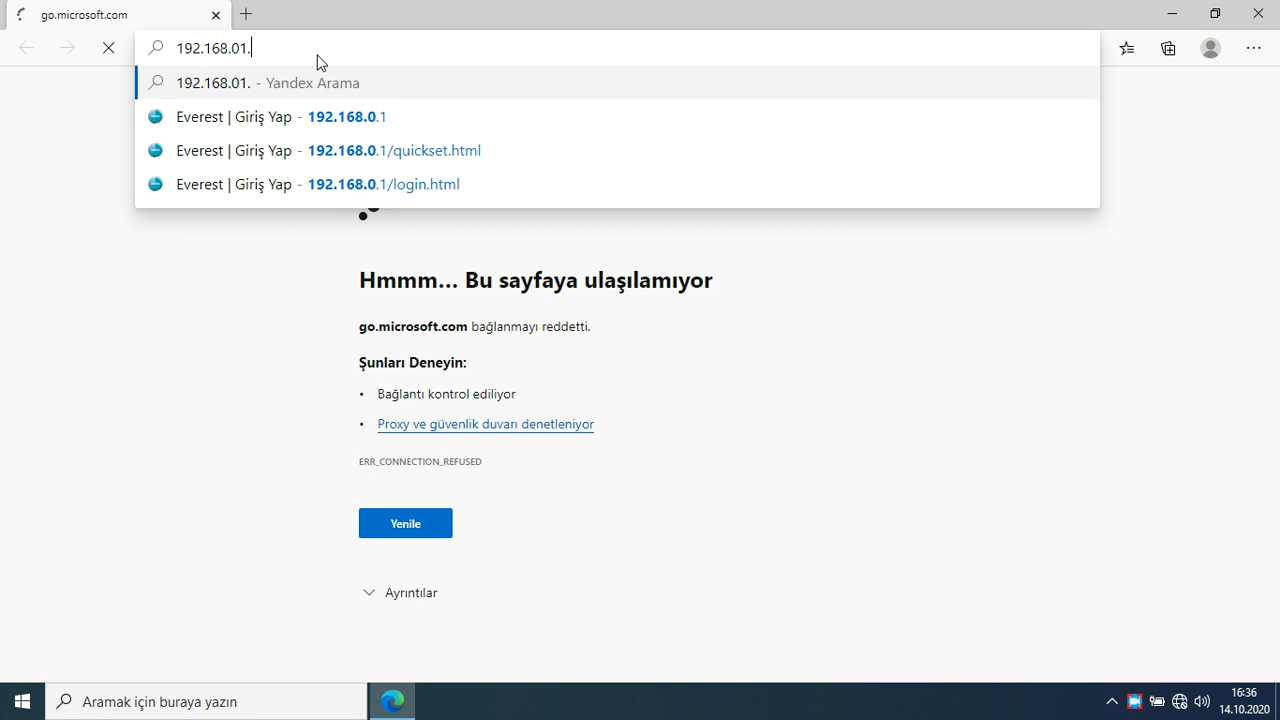 go.microsoft.com
192.168.01.
192.168.01. - Yandex Arama
Everest | Giriş Yap - 192.168.0.1
Everest | Giriş Yap - 192.168.0.1/quickset.html
Everest | Giriş Yap - 192.168.0.1/login.html
Hmmm... Bu sayfaya ulaşılamıyor
go.microsoft.com bağlanmayı reddetti.
Şunları Deneyin:
• Bağlantı kontrol ediliyor
• Proxy ve güvenlik duvarı denetleniyor
ERR_CONNECTION_REFUSED
Yenile
Ayrıntılar
Aramak için buraya yazın
16:36
14.10.2020